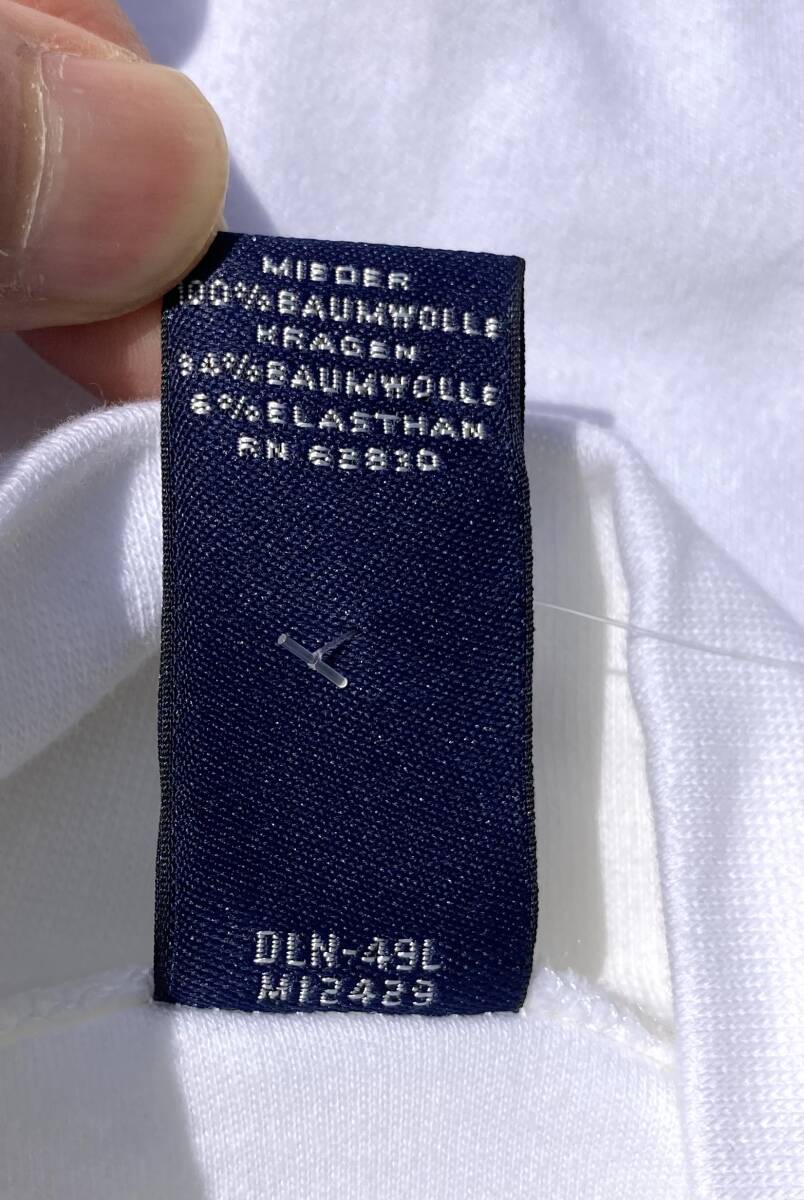 MIEDER
100% BAUMWOLLE
KRAGEN
94% BAUMWOLLE
6% ELASTHAN
RN 62830
DLN-49L
M12429